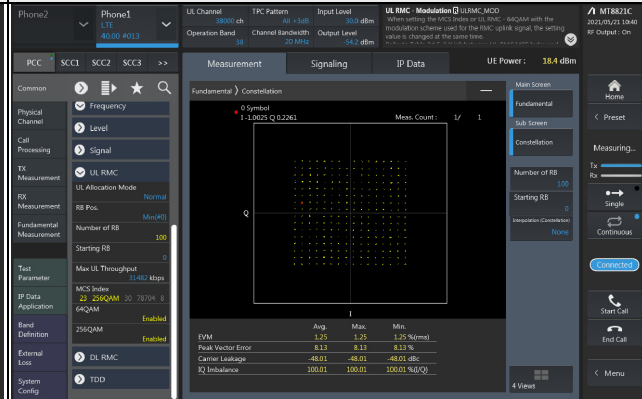 Phone2
Phone1
LTE
40.00 #013
UL Channel
38000 ch
TPC Pattern
All +3dB
Input Level
30.0 dBm
Operation Band
38
Channel Bandwidth
20 MHz
Output Level
-54.2 dBm
UL RMC - Modulation ULMC_MOD
When setting the MCS Index or UL RMC - 64QAM with the
modulation scheme used for the RMC uplink signal, the setting
value is changed at the same time.
MT8821C
2021/05/21 10:40
RF Output : On
PCC
SCC1
SCC2
SCC3
>>
Measurement
Signaling
IP Data
UE Power : 18.4 dBm
Common
Physical
Channel
Call
Processing
TX
Measurement
RX
Measurement
Fundamental
Measurement
Test
Parameter
IP Data
Application
Band
Definition
External
Loss
System
Config
Frequency
Level
Signal
UL RMC
UL Allocation Mode
Normal
RB Pos.
Min(#0)
Number of RB
100
Starting RB
0
Max UL Throughput
31482 kbps
MCS Index
23 256QAM 30 78704 8
64QAM
Enabled
256QAM
Enabled
DL RMC
TDD
Fundamental > Constellation
0 Symbol
I -1.0025 Q 0.2261
Meas. Count : 1/ 1
Q
I
Avg. Max. Min.
EVM 1.25 1.25 1.25 %(rms)
Peak Vector Error 8.13 8.13 8.13 %
Carrier Leakage -48.01 -48.01 -48.01 dBc
IQ Imbalance 100.01 100.01 100.01 %(I/Q)
Main Screen
Fundamental
Sub Screen
Constellation
Number of RB
100
Starting RB
0
Interpolation (Constellation)
None
4 Views
Home
< Preset
Measuring...
Tx
Rx
Single
Continuous
Connected
Start Call
End Call
< Menu